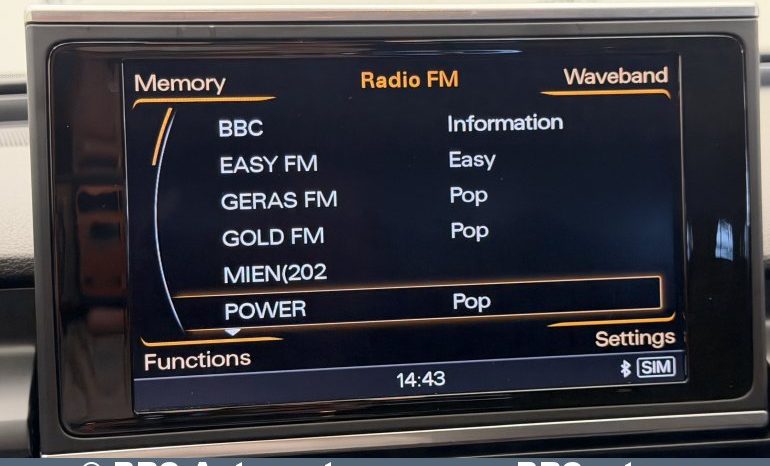 Memory Radio FM Waveband
BBC Information
EASY FM Easy
GERAS FM Pop
GOLD FM Pop
MIEN(202
POWER Pop
Functions Settings
14:43 SIM